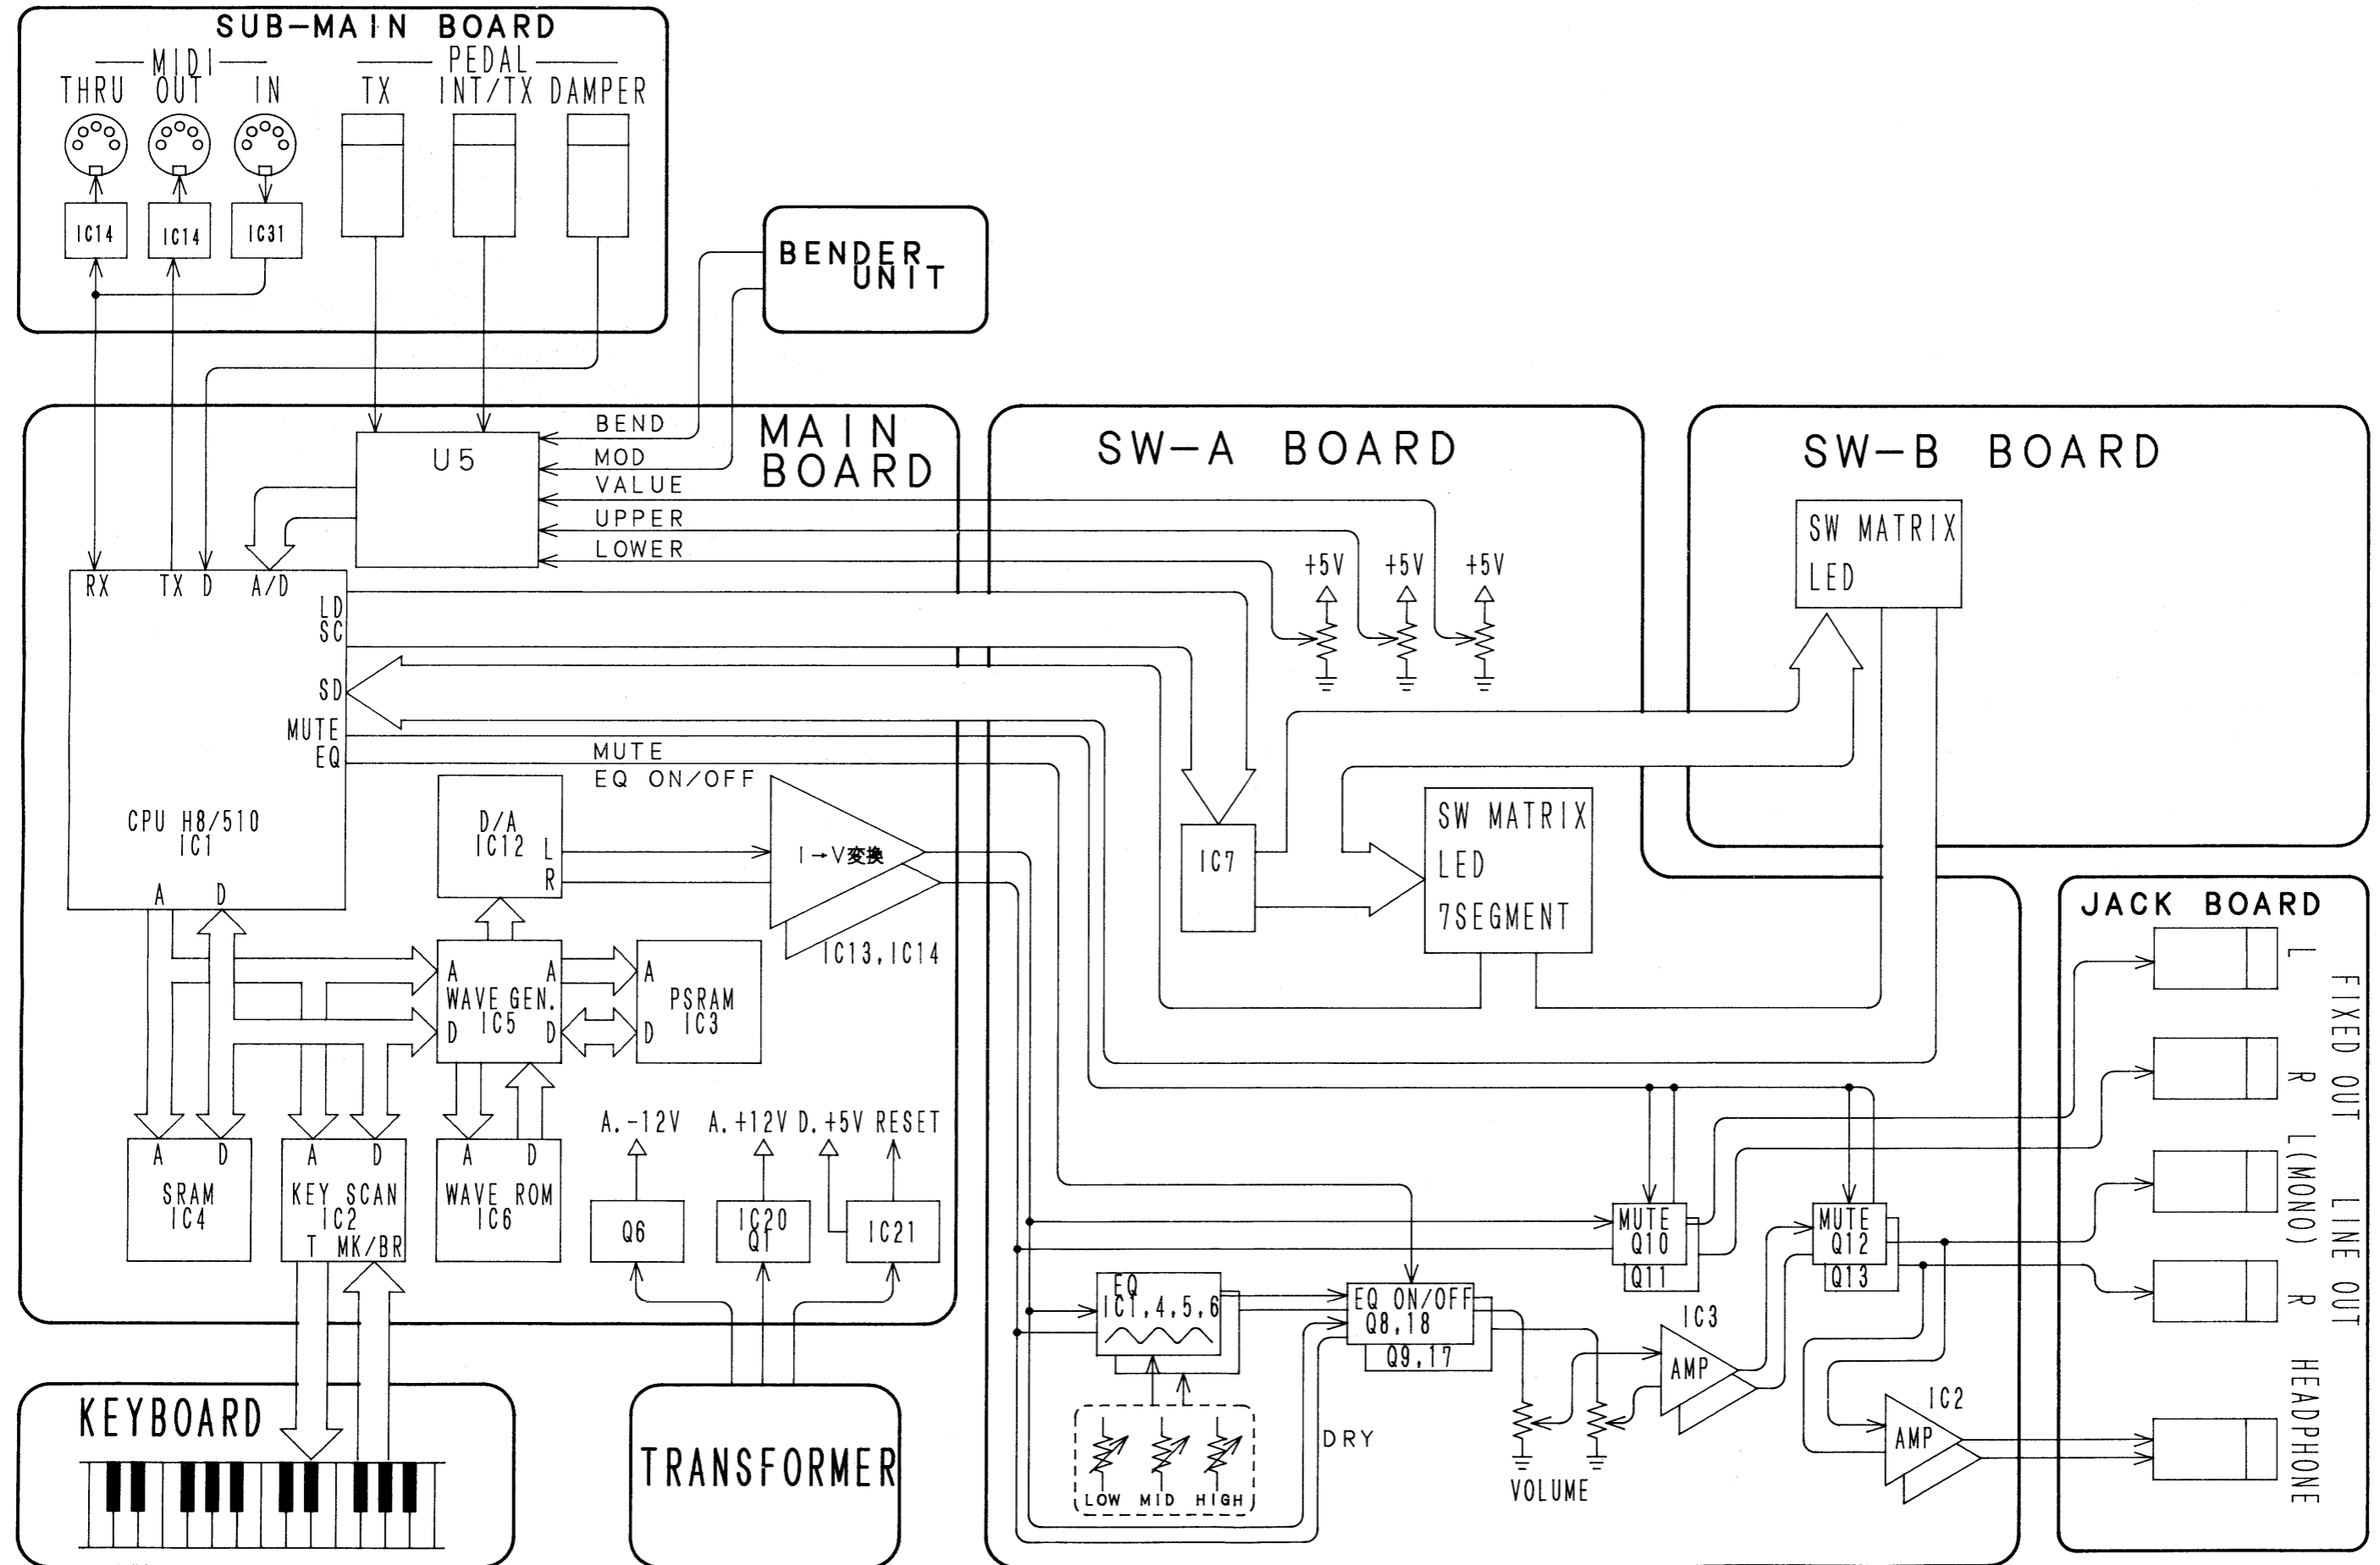 SUB-MAIN BOARD
MIDI
PEDAL
THRU OUT IN
TX INT/TX DAMPER
IC14
IC14
IC31
BENDER
UNIT
MAIN
BOARD
U5
BEND
MOD
VALUE
UPPER
LOWER
RX TX D A/D
LD
SC
SD
MUTE
EQ
MUTE
EQ ON/OFF
CPU H8/510
IC1
A D
D/A
IC12
L
R
I→V変換
IC13,IC14
A A
WAVE GEN.
IC5
D D
A
PSRAM
IC3
D
A D
SRAM
IC4
A D
KEY SCAN
IC2
T MK/BR
A D
WAVE ROM
IC6
A.-12V A.+12V D.+5V RESET
Q6
IC20
Q1
IC21
KEYBOARD
TRANSFORMER
SW-A BOARD
+5V +5V +5V
IC7
SW MATRIX
LED
7SEGMENT
SW-B BOARD
SW MATRIX
LED
MUTE
Q10
Q11
MUTE
Q12
Q13
EQ
IC1,4,5,6
EQ ON/OFF
Q8,18
Q9,17
LOW MID HIGH
DRY
VOLUME
IC3
AMP
IC2
AMP
JACK BOARD
L
R
FIXED OUT
L(MONO)
R
LINE OUT
HEADPHONE